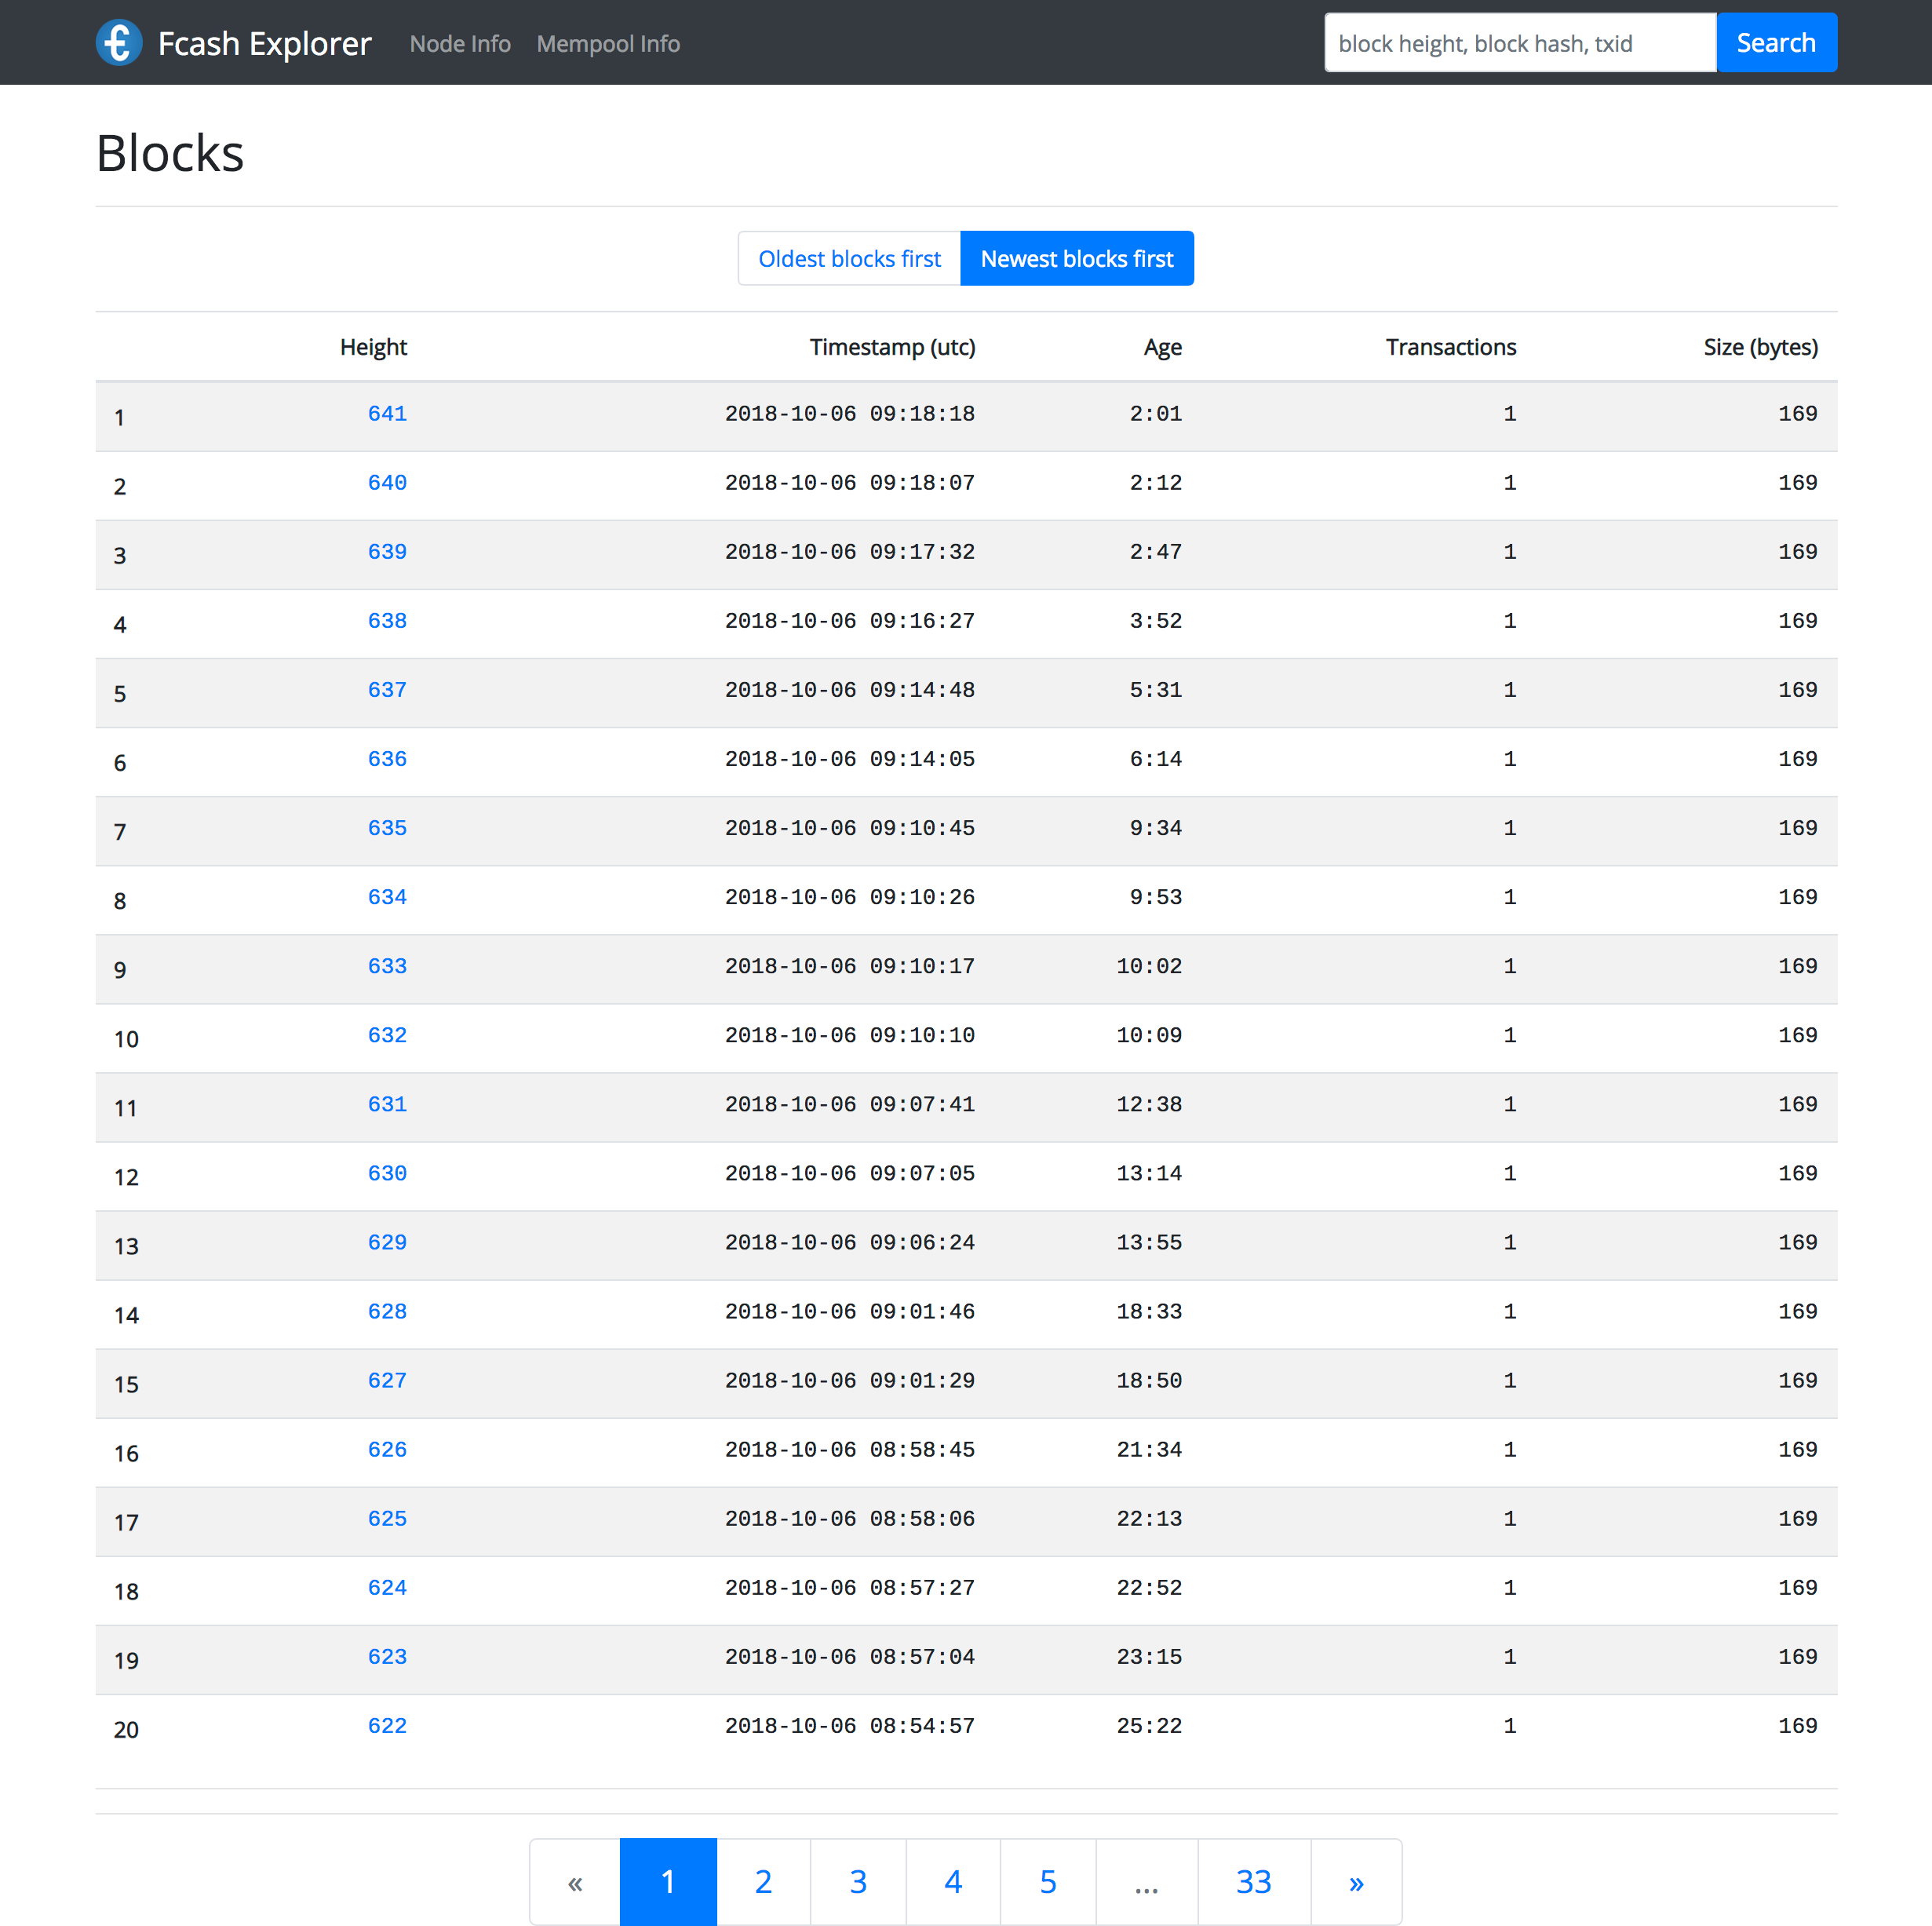 Fcash Explorer Node Info Mempool Info block height, block hash, txid Search
Blocks
Oldest blocks first Newest blocks first
Height Timestamp (utc) Age Transactions Size (bytes)
1 641 2018-10-06 09:18:18 2:01 1 169
2 640 2018-10-06 09:18:07 2:12 1 169
3 639 2018-10-06 09:17:32 2:47 1 169
4 638 2018-10-06 09:16:27 3:52 1 169
5 637 2018-10-06 09:14:48 5:31 1 169
6 636 2018-10-06 09:14:05 6:14 1 169
7 635 2018-10-06 09:10:45 9:34 1 169
8 634 2018-10-06 09:10:26 9:53 1 169
9 633 2018-10-06 09:10:17 10:02 1 169
10 632 2018-10-06 09:10:10 10:09 1 169
11 631 2018-10-06 09:07:41 12:38 1 169
12 630 2018-10-06 09:07:05 13:14 1 169
13 629 2018-10-06 09:06:24 13:55 1 169
14 628 2018-10-06 09:01:46 18:33 1 169
15 627 2018-10-06 09:01:29 18:50 1 169
16 626 2018-10-06 08:58:45 21:34 1 169
17 625 2018-10-06 08:58:06 22:13 1 169
18 624 2018-10-06 08:57:27 22:52 1 169
19 623 2018-10-06 08:57:04 23:15 1 169
20 622 2018-10-06 08:54:57 25:22 1 169
« 1 2 3 4 5 ... 33 »